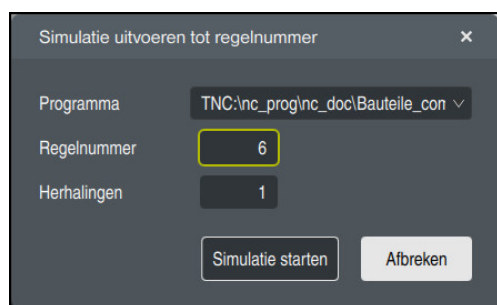 Simulatie uitvoeren tot regelnummer
Programma TNC:\nc_prog\nc_doc\Bauteile_con
Regelnummer 6
Herhalingen 1
Simulatie starten Afbreken